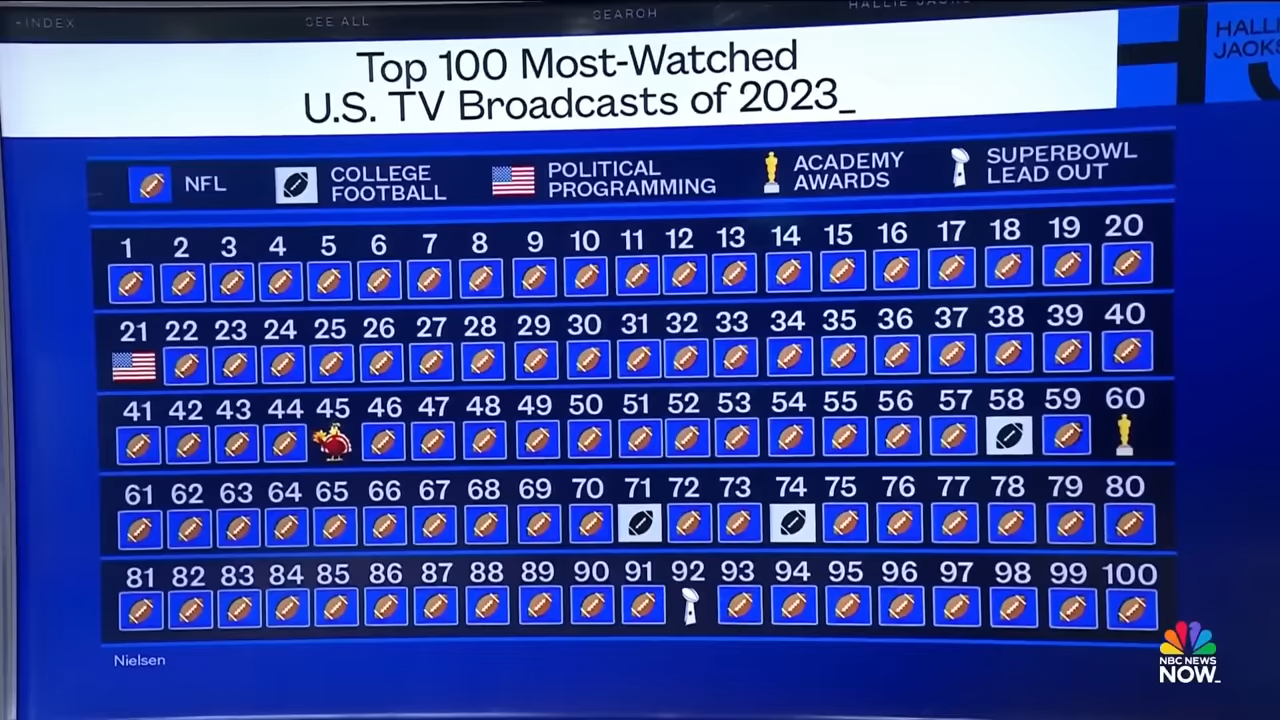 -INDEX
SEE ALL
SEARCH
Top 100 Most-Watched
U.S. TV Broadcasts of 2023_
HALLI
JACKS
NFL
COLLEGE
FOOTBALL
POLITICAL
PROGRAMMING
ACADEMY
AWARDS
SUPERBOWL
LEAD OUT
1 2 3 4 5 6 7 8 9 10 11 12 13 14 15 16 17 18 19 20
21 22 23 24 25 26 27 28 29 30 31 32 33 34 35 36 37 38 39 40
41 42 43 44 45 46 47 48 49 50 51 52 53 54 55 56 57 58 59 60
61 62 63 64 65 66 67 68 69 70 71 72 73 74 75 76 77 78 79 80
81 82 83 84 85 86 87 88 89 90 91 92 93 94 95 96 97 98 99 100
Nielsen
NBC NEWS
NOW_